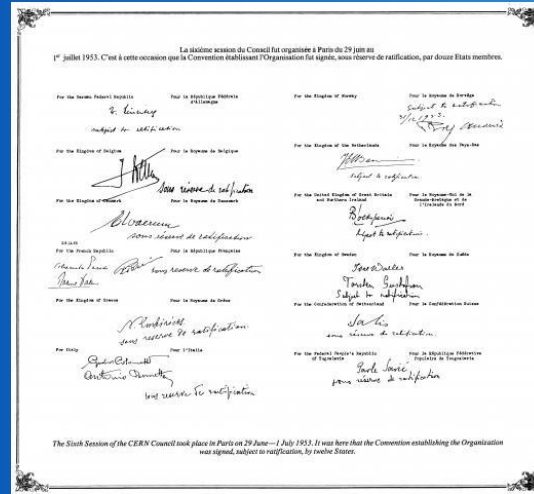 La sixième session du Conseil fut organisée à Paris du 29 juin au
1er juillet 1953. C'est à cette occasion que la Convention établissant l'Organisation fut signée, sous réserve de ratification, par douze Etats membres.
For the German Federal Republic Pour la République Fédérale
d'Allemagne
subject to ratification
For the Kingdom of Belgium Pour le Royaume de Belgique
sous réserve de ratification
For the Kingdom of Denmark Pour le Royaume de Danemark
sous réserve de ratification
For the French Republic Pour la République Française
sous reserve de ratification
For the Kingdom of Greece Pour le Royaume de Grèce
sous reserve de ratification.
For Italy Pour l'Italie
sous reserve de ratification
For the Kingdom of Norway Pour le Royaume de Norvège
Subject to ratification
For the Kingdom of the Netherlands Pour le Royaume des Pays-Bas
subject to ratification.
For the United Kingdom of Great Britain Pour le Royaume-Uni de la
and Northern Ireland Grande-Bretagne et de
l'Irlande du Nord
subject to ratification.
For the Kingdom of Sweden Pour le Royaume de Suède
Torsten Gustafson
Subject to ratification
For the Confederation of Switzerland Pour la Confédération Suisse
sous réserve de ratification.
For the Federal People's Republic Pour la République Fédérative
of Yugoslavia Populaire de Yougoslavie
Pavle Savić
sous réserve de ratification
The Sixth Session of the CERN Council took place in Paris on 29 June—1 July 1953. It was here that the Convention establishing the Organization
was signed, subject to ratification, by twelve States.